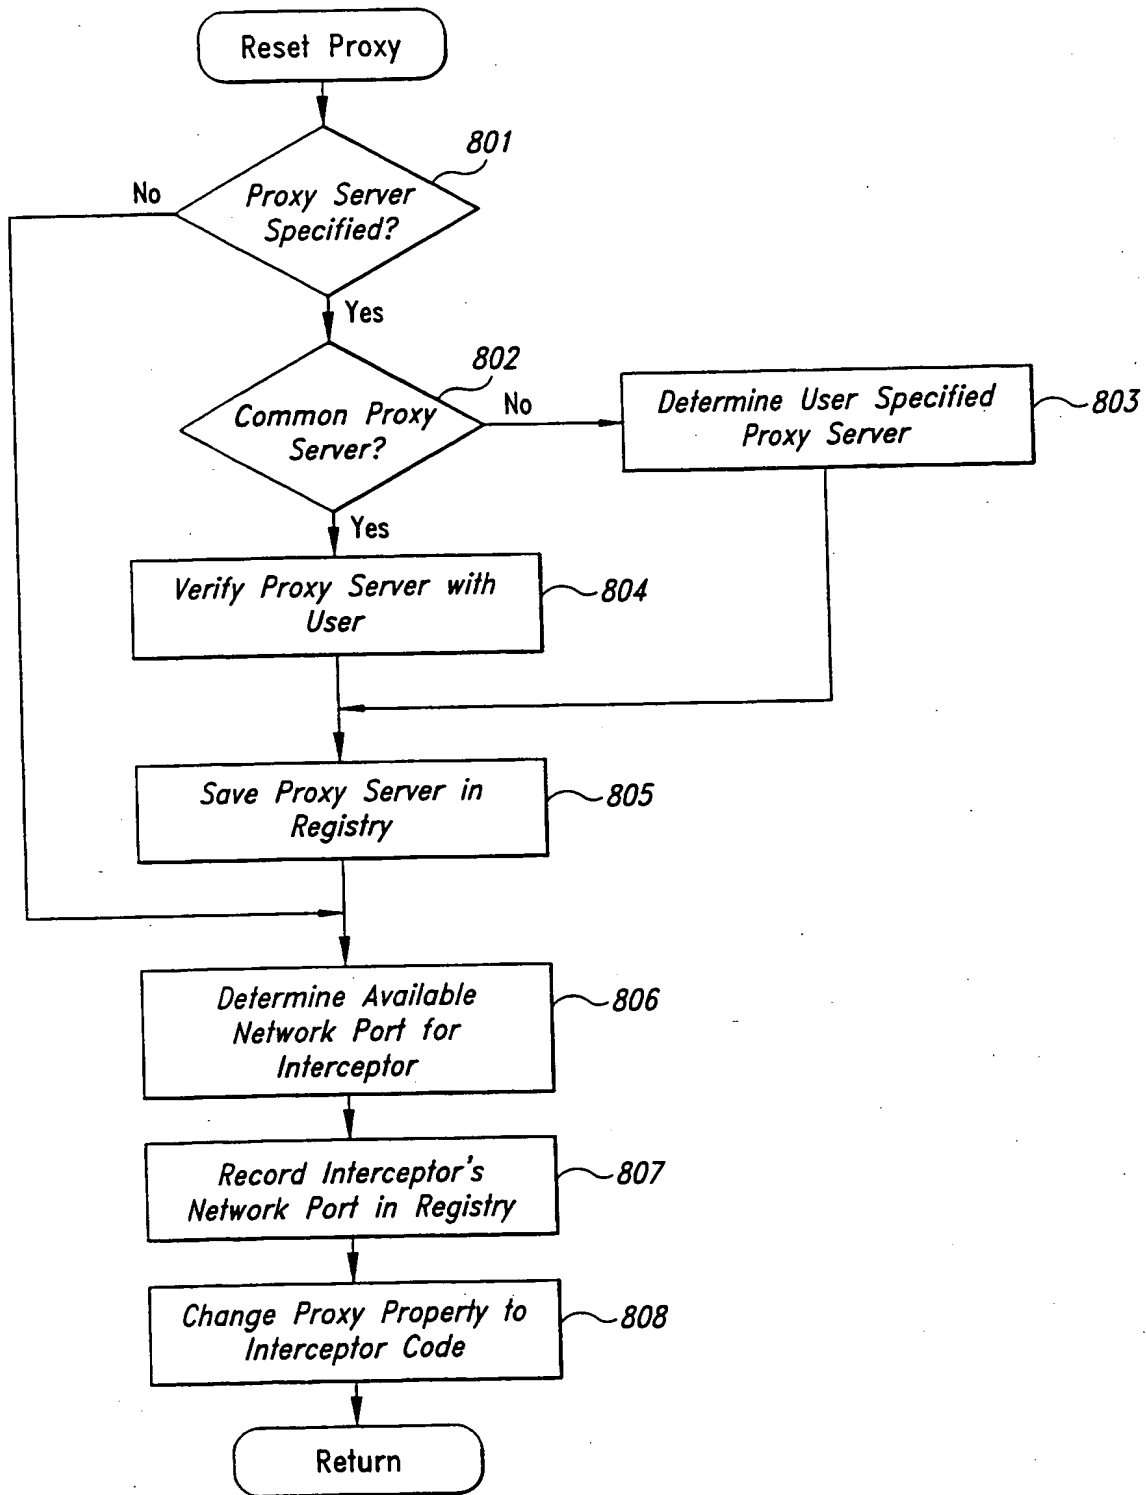 Reset Proxy
801
No
Proxy Server
Specified?
Yes
802
Common Proxy
Server?
No
Determine User Specified
Proxy Server
803
Yes
Verify Proxy Server with
User
804
Save Proxy Server in
Registry
805
Determine Available
Network Port for
Interceptor
806
Record Interceptor's
Network Port in Registry
807
Change Proxy Property to
Interceptor Code
808
Return